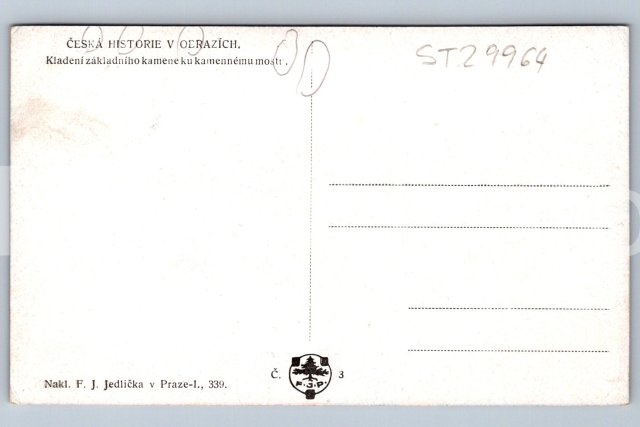 ČESKÁ HISTORIE V OBRAZÍCH.
Kladení základního kamene ku kamennému mostu.
ST29964
Č. 3
F.J.P.
Nakl. F. J. Jedlička v Praze-I., 339.